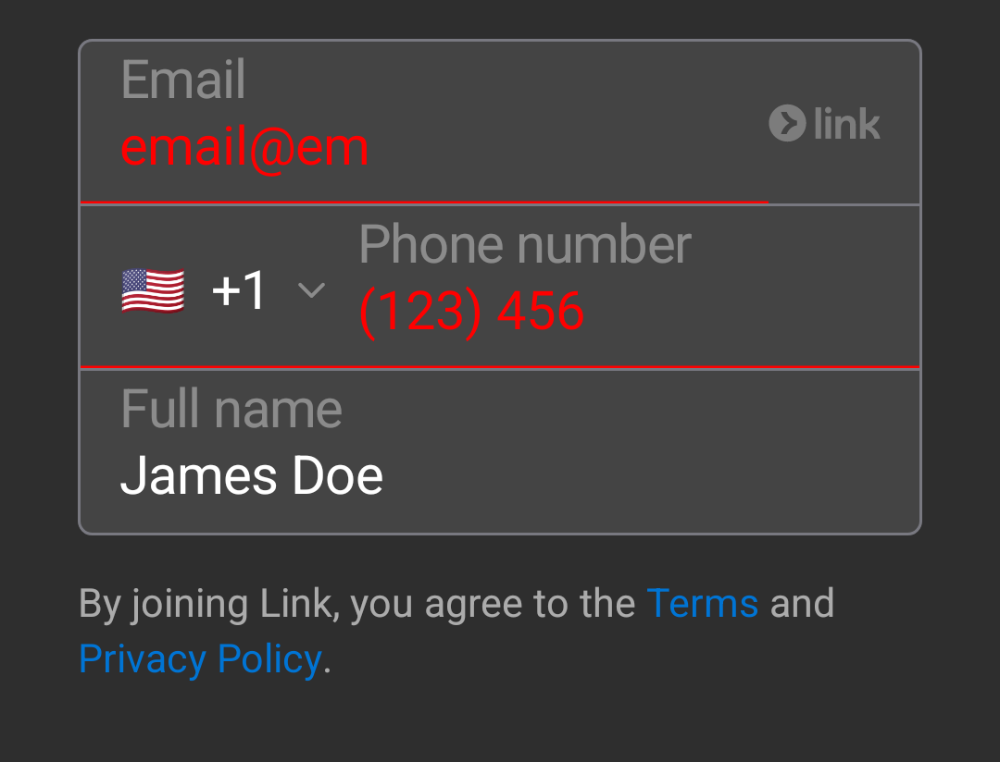 Email
email@em
link
Phone number
+1
(123) 456
Full name
James Doe
By joining Link, you agree to the Terms and
Privacy Policy.